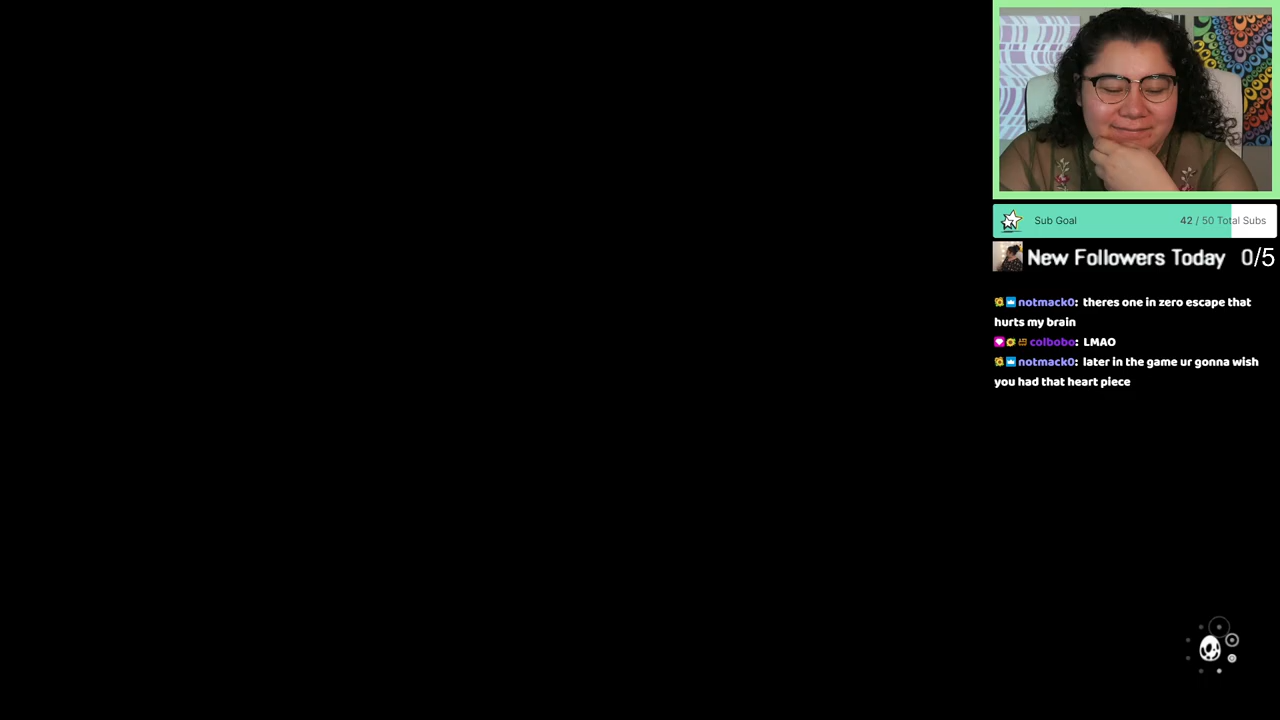 Sub Goal 42 / 50 Total Subs
New Followers Today 0/5
notmack0: theres one in zero escape that
hurts my brain
colbobo: LMAO
notmack0: later in the game ur gonna wish
you had that heart piece